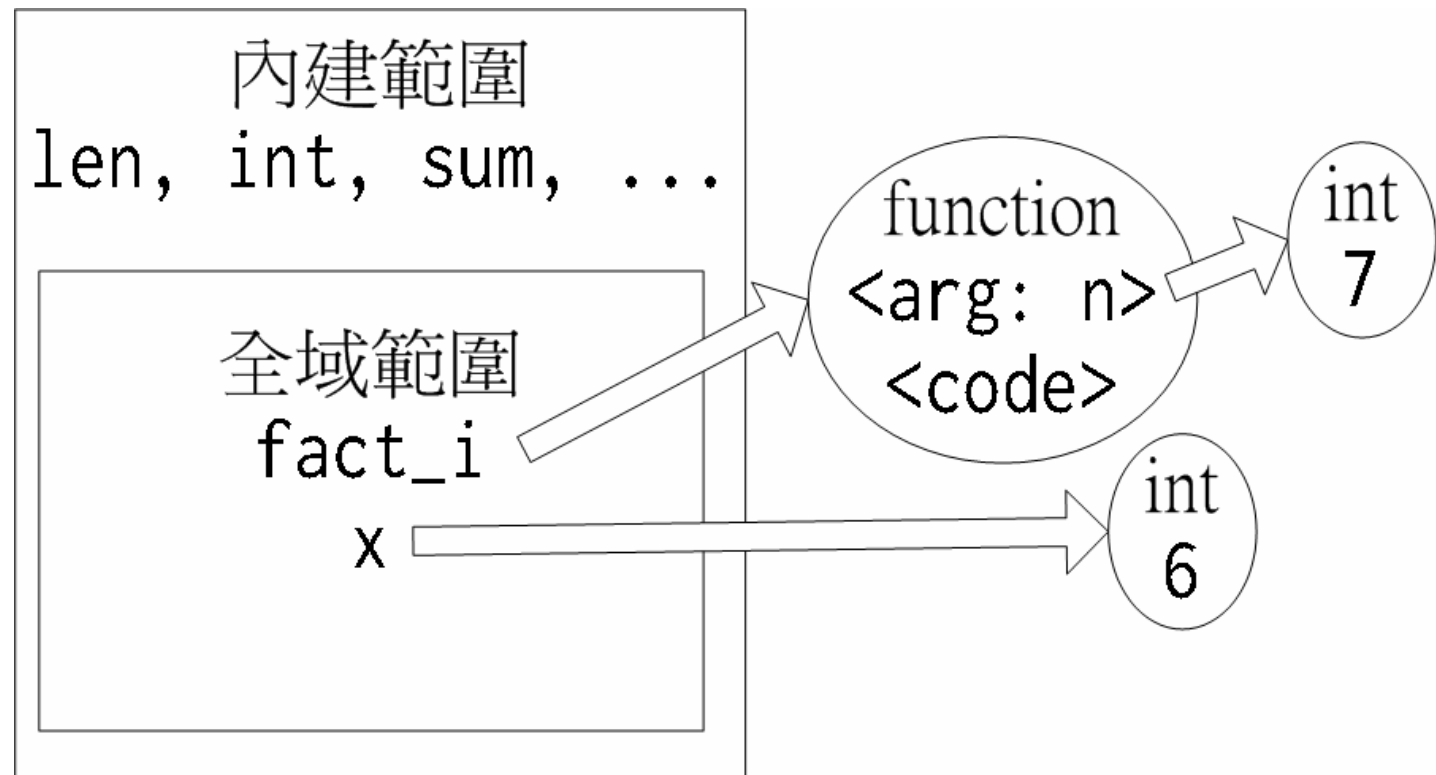 內建範圍
len, int, sum, ...
全域範圍
fact_i
x
function
<arg: n>
<code>
int
7
int
6